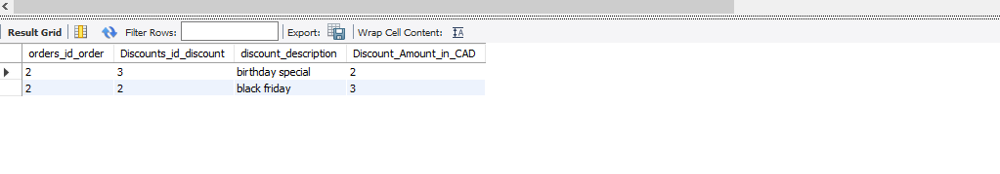 Result Grid Filter Rows: Export: Wrap Cell Content: IA
orders_id_order Discounts_id_discount discount_description Discount_Amount_in_CAD
2 3 birthday special 2
2 2 black friday 3